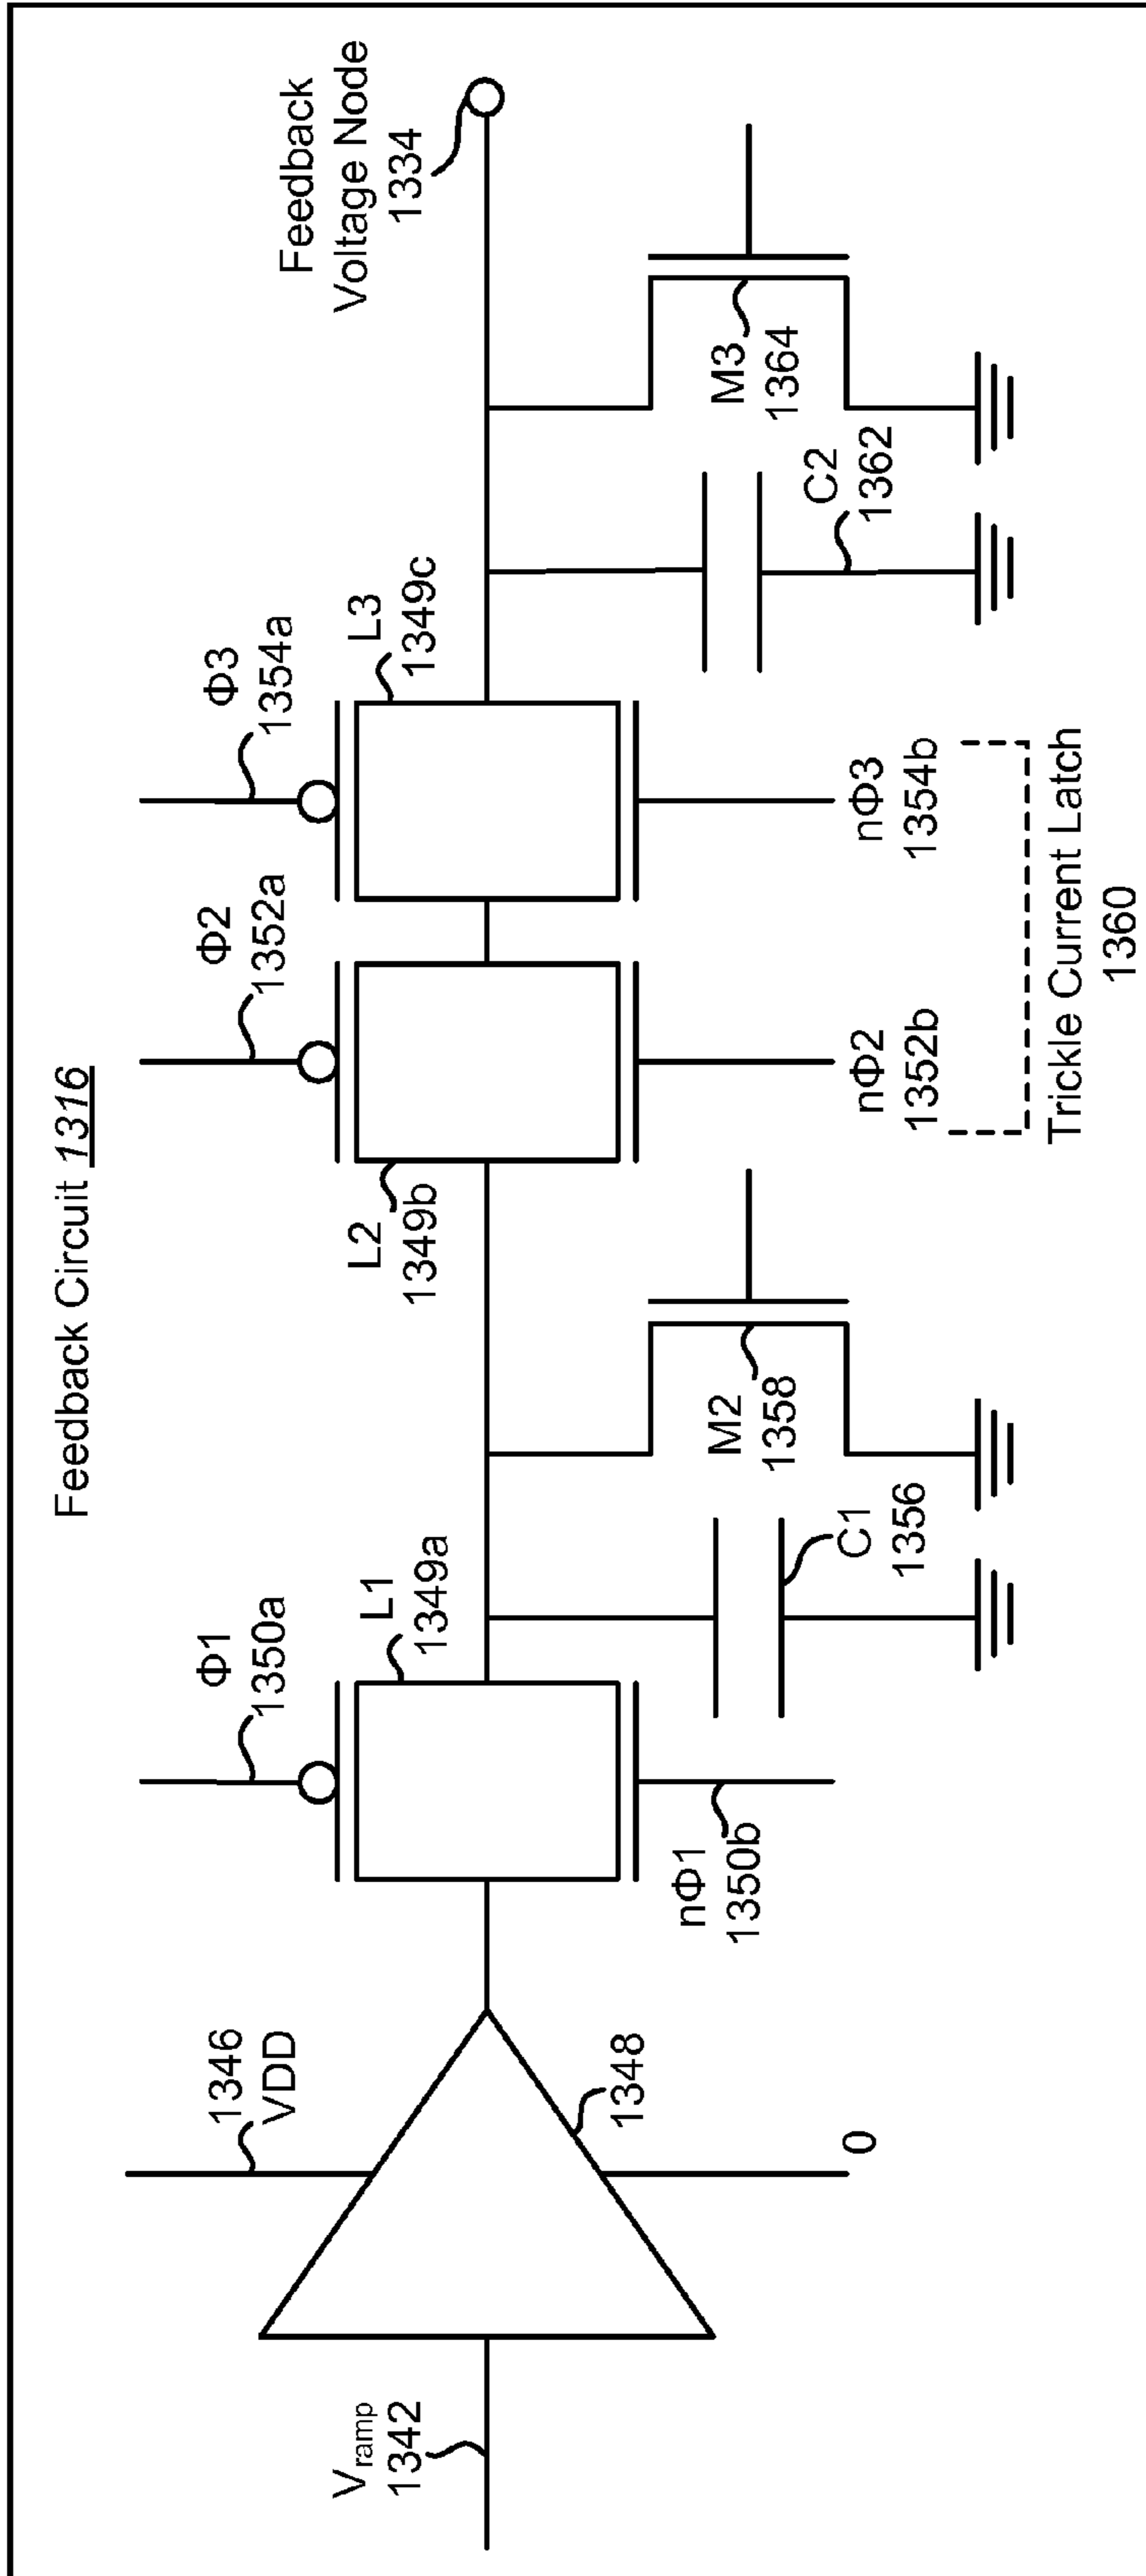 Feedback Circuit 1316
V_ramp
1342
1346
VDD
1348
0
Φ1
1350a
L1
1349a
nΦ1
1350b
C1
1356
M2
1358
L2
1349b
Φ2
1352a
nΦ2
1352b
Φ3
1354a
L3
1349c
nΦ3
1354b
Trickle Current Latch
1360
C2
1362
M3
1364
Feedback
Voltage Node
1334